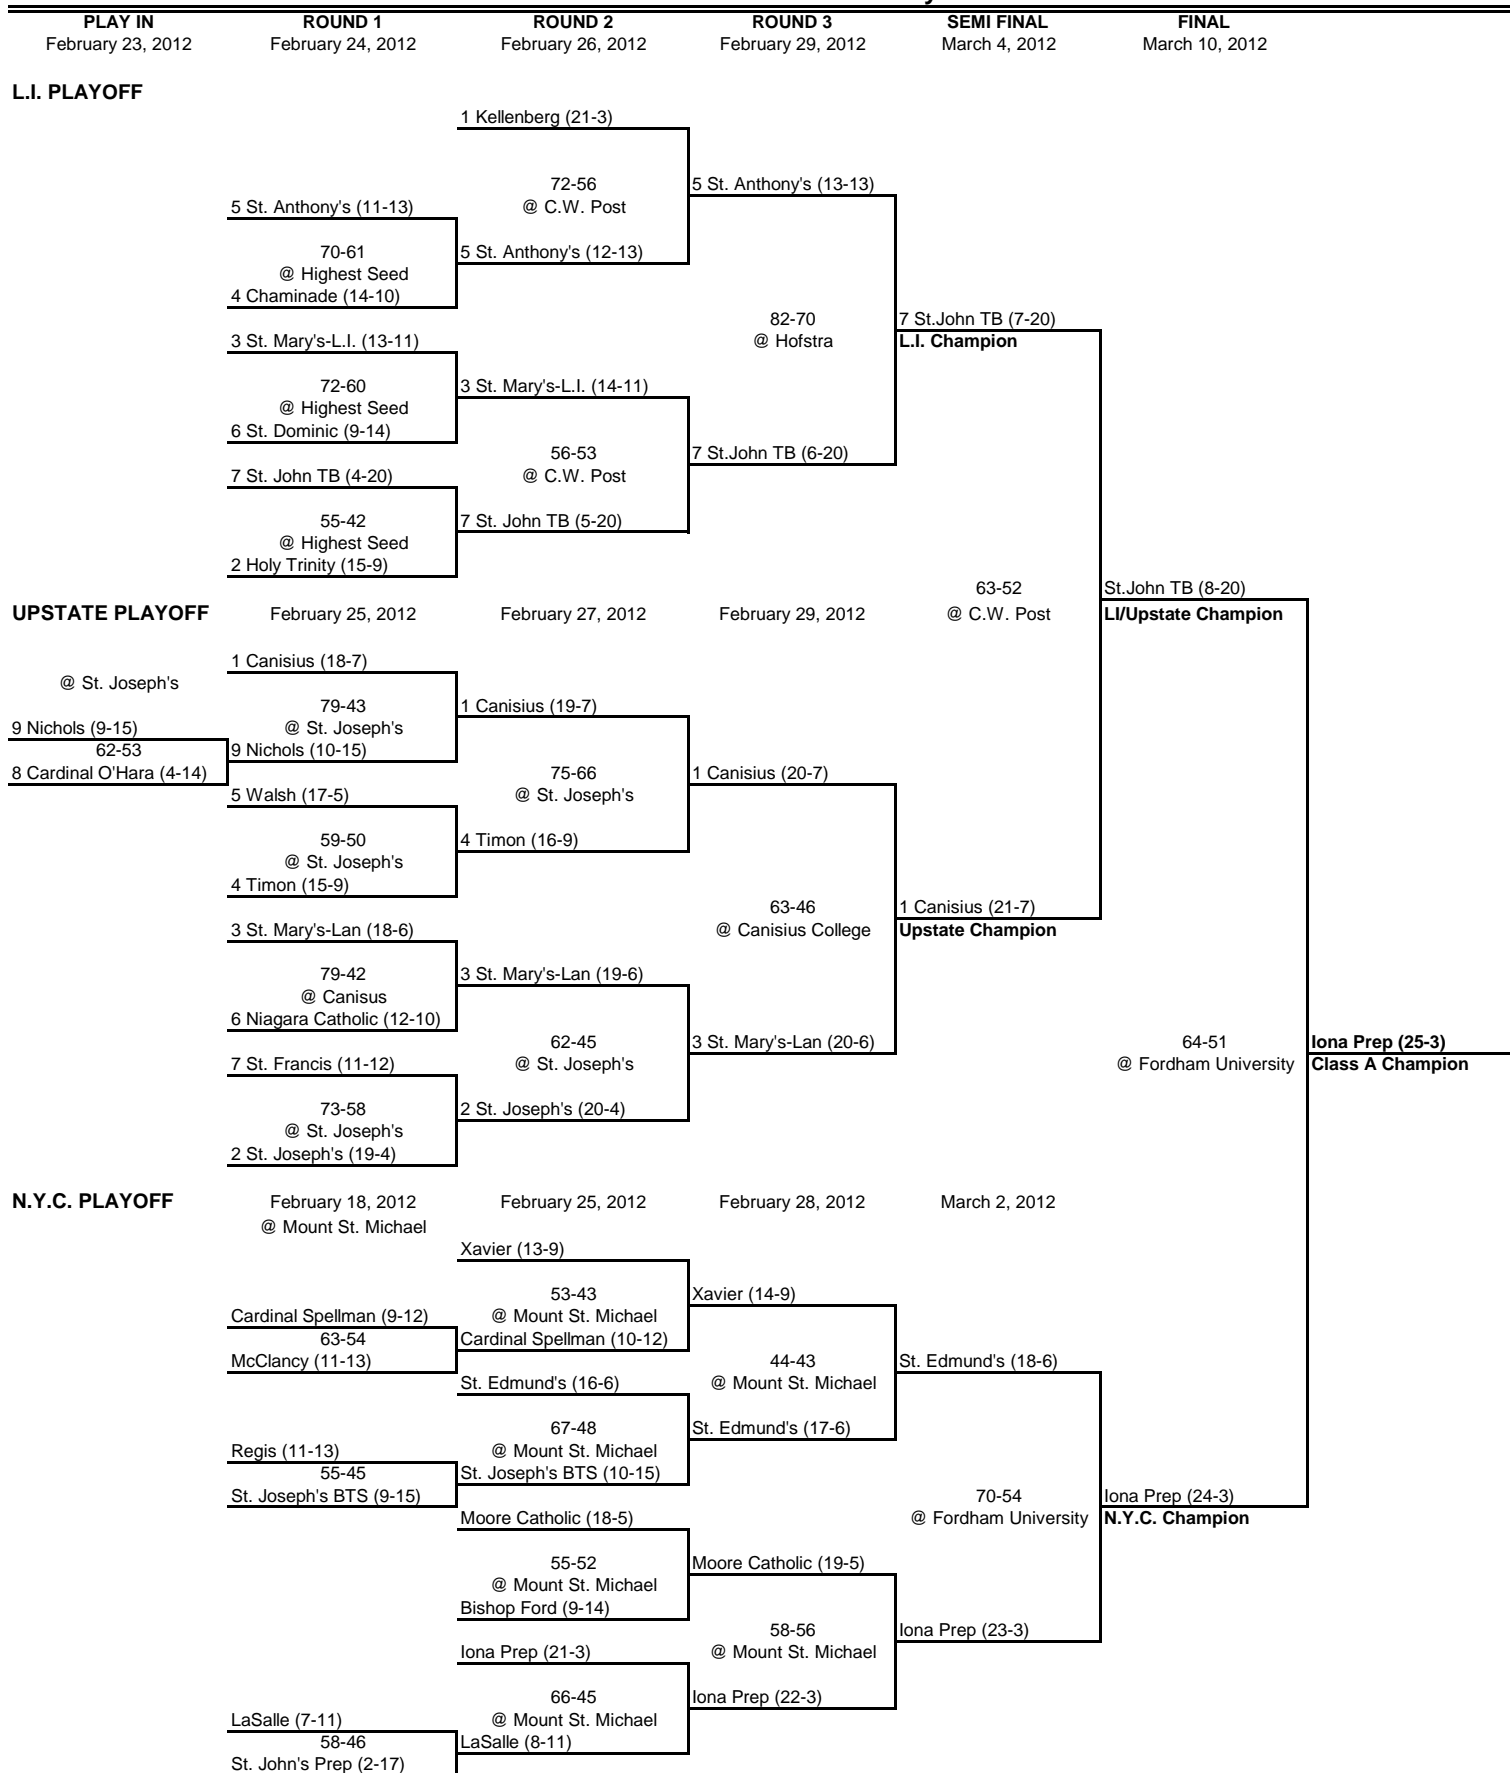 PLAY IN ROUND 1 ROUND 2 ROUND 3 SEMI FINAL FINAL
February 23, 2012 February 24, 2012 February 26, 2012 February 29, 2012 March 4, 2012 March 10, 2012
L.I. PLAYOFF
1 Kellenberg (21-3)
72-56 5 St. Anthony's (13-13)
5 St. Anthony's (11-13) @ C.W. Post
70-61 5 St. Anthony's (12-13)
@ Highest Seed
4 Chaminade (14-10)
82-70 7 St.John TB (7-20)
3 St. Mary's-L.I. (13-11) @ Hofstra L.I. Champion
72-60 3 St. Mary's-L.I. (14-11)
@ Highest Seed
6 St. Dominic (9-14)
56-53 7 St.John TB (6-20)
7 St. John TB (4-20) @ C.W. Post
55-42 7 St. John TB (5-20)
@ Highest Seed
2 Holy Trinity (15-9)
63-52 St.John TB (8-20)
UPSTATE PLAYOFF February 25, 2012 February 27, 2012 February 29, 2012 @ C.W. Post LI/Upstate Champion
1 Canisius (18-7)
@ St. Joseph's
79-43 1 Canisius (19-7)
9 Nichols (9-15) @ St. Joseph's
62-53 9 Nichols (10-15)
8 Cardinal O'Hara (4-14) 75-66 1 Canisius (20-7)
5 Walsh (17-5) @ St. Joseph's
59-50 4 Timon (16-9)
@ St. Joseph's
4 Timon (15-9)
63-46 1 Canisius (21-7)
3 St. Mary's-Lan (18-6) @ Canisius College Upstate Champion
79-42 3 St. Mary's-Lan (19-6)
@ Canisus
6 Niagara Catholic (12-10)
62-45 3 St. Mary's-Lan (20-6) 64-51 Iona Prep (25-3)
7 St. Francis (11-12) @ St. Joseph's @ Fordham University Class A Champion
73-58 2 St. Joseph's (20-4)
@ St. Joseph's
2 St. Joseph's (19-4)
N.Y.C. PLAYOFF February 18, 2012 February 25, 2012 February 28, 2012 March 2, 2012
@ Mount St. Michael
Xavier (13-9)
53-43 Xavier (14-9)
Cardinal Spellman (9-12) @ Mount St. Michael
63-54 Cardinal Spellman (10-12)
McClancy (11-13) 44-43 St. Edmund's (18-6)
St. Edmund's (16-6) @ Mount St. Michael
67-48 St. Edmund's (17-6)
Regis (11-13) @ Mount St. Michael
55-45 St. Joseph's BTS (10-15)
St. Joseph's BTS (9-15) 70-54 Iona Prep (24-3)
Moore Catholic (18-5) @ Fordham University N.Y.C. Champion
55-52 Moore Catholic (19-5)
@ Mount St. Michael
Bishop Ford (9-14)
58-56 Iona Prep (23-3)
Iona Prep (21-3) @ Mount St. Michael
66-45 Iona Prep (22-3)
LaSalle (7-11) @ Mount St. Michael
58-46 LaSalle (8-11)
St. John's Prep (2-17)